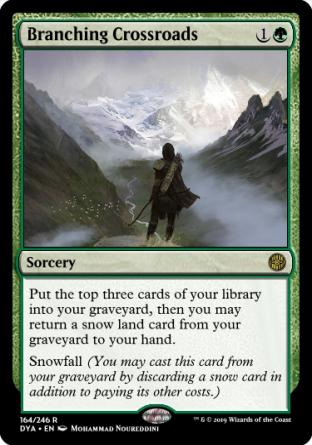 Branching Crossroads 1
Sorcery
Put the top three cards of your library
into your graveyard, then you may
return a snow land card from your
graveyard to your hand.
Snowfall (You may cast this card from
your graveyard by discarding a snow card in
addition to paying its other costs.)
164/246 R
DYA • EN Mohammad Noureddini
™ & © 2019 Wizards of the Coast